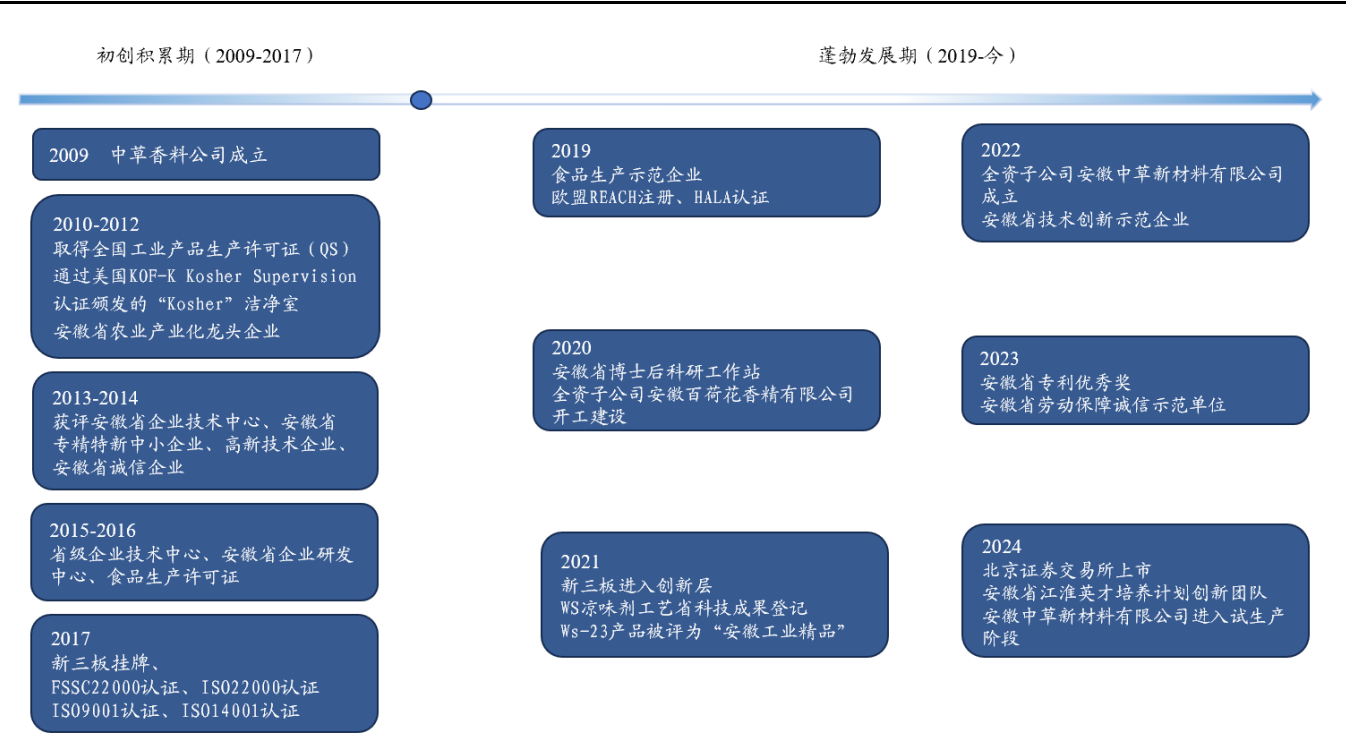 初创积累期（2009-2017）
蓬勃发展期（2019-今）
2009 中草香料公司成立
2010-2012
取得全国工业产品生产许可证（QS）
通过美国KOF-K Kosher Supervision
认证颁发的“Kosher”洁净室
安徽省农业产业化龙头企业
2013-2014
获评安徽省企业技术中心、安徽省
专精特新中小企业、高新技术企业、
安徽省诚信企业
2015-2016
省级企业技术中心、安徽省企业研发
中心、食品生产许可证
2017
新三板挂牌、
FSSC22000认证、ISO22000认证
ISO9001认证、ISO14001认证
2019
食品生产示范企业
欧盟REACH注册、HALA认证
2020
安徽省博士后科研工作站
全资子公司安徽百荷花香精有限公司
开工建设
2021
新三板进入创新层
WS凉味剂工艺省科技成果登记
Ws-23产品被评为“安徽工业精品”
2022
全资子公司安徽中草新材料有限公司
成立
安徽省技术创新示范企业
2023
安徽省专利优秀奖
安徽省劳动保障诚信示范单位
2024
北京证券交易所上市
安徽省江淮英才培养计划创新团队
安徽中草新材料有限公司进入试生产
阶段